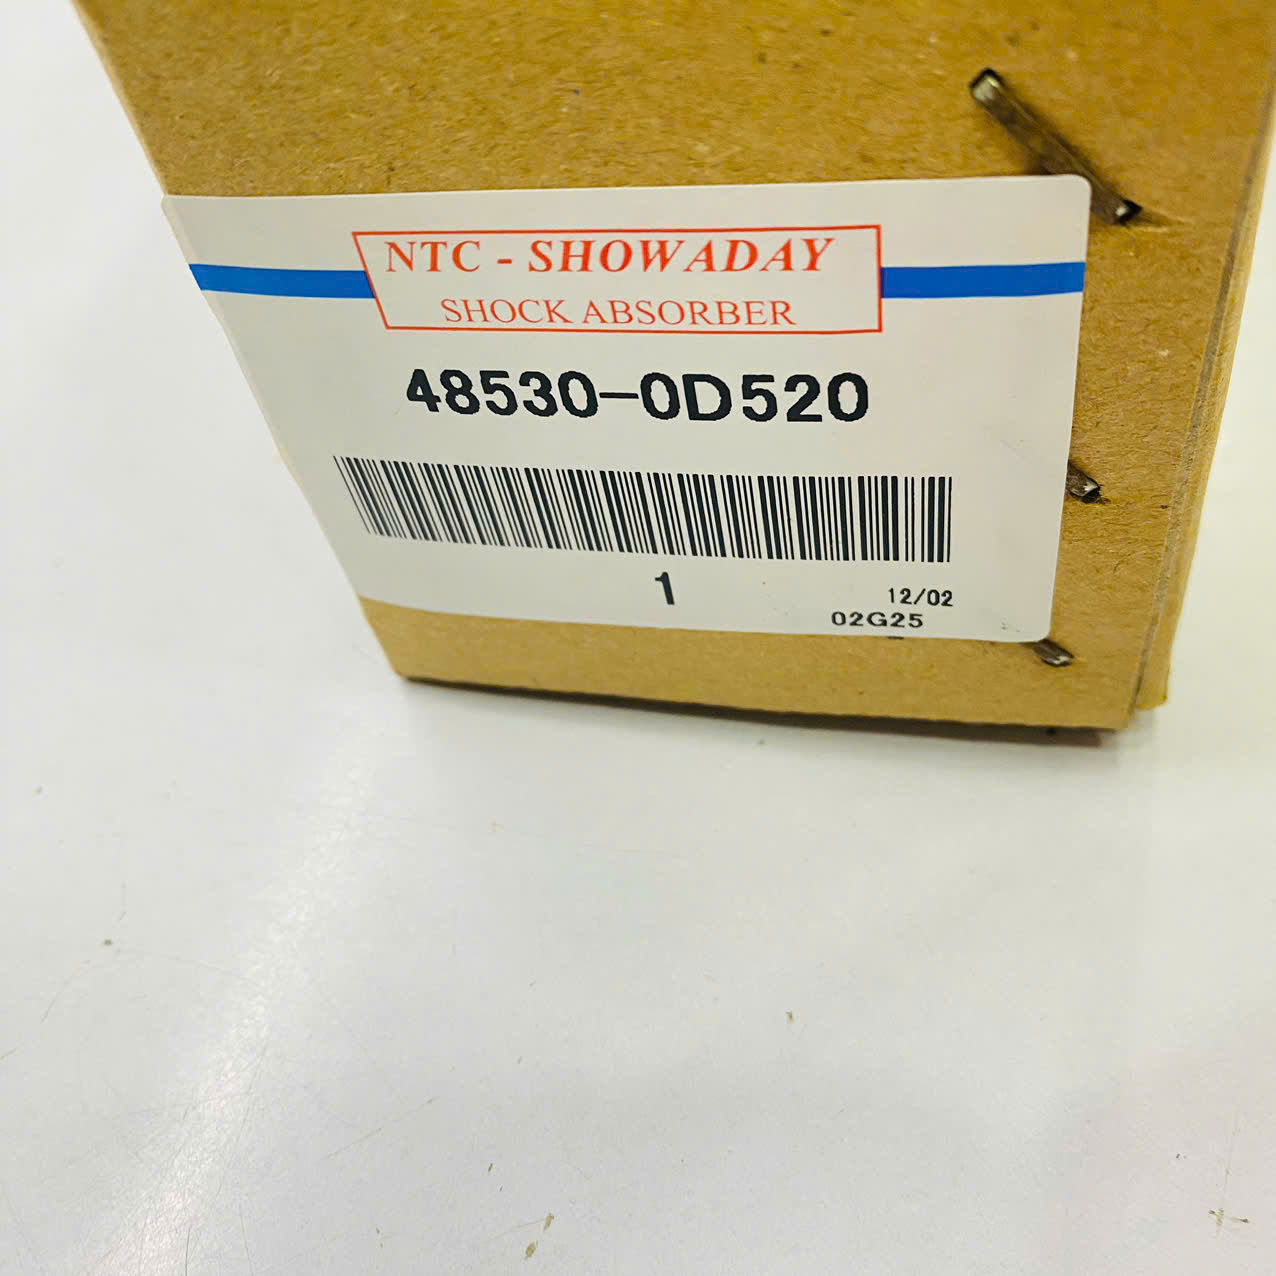 NTC - SHOWADAY
SHOCK ABSORBER
48530-0D520
1
12/02
02G25